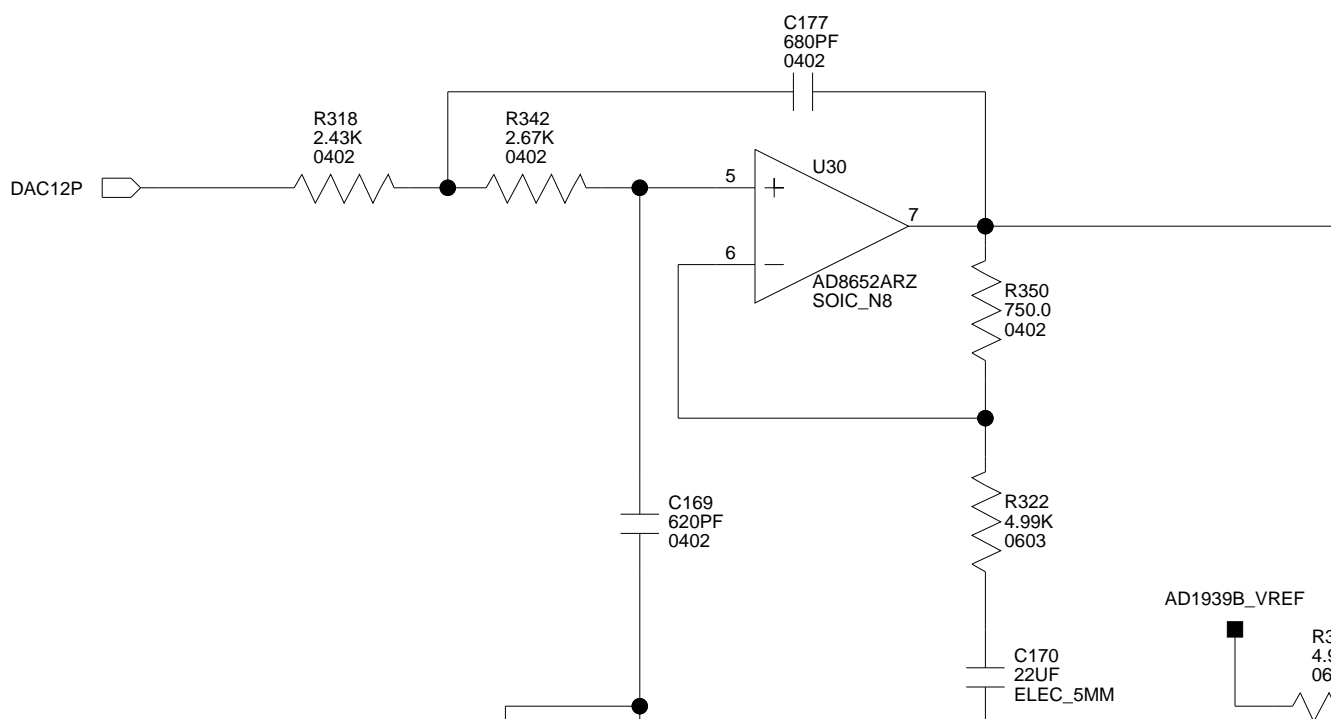 C177
680PF
0402
R318
2.43K
0402
R342
2.67K
0402
DAC12P
5
U30
7
6
AD8652ARZ
SOIC_N8
R350
750.0
0402
C169
620PF
0402
R322
4.99K
0603
AD1939B_VREF
C170
22UF
ELEC_5MM